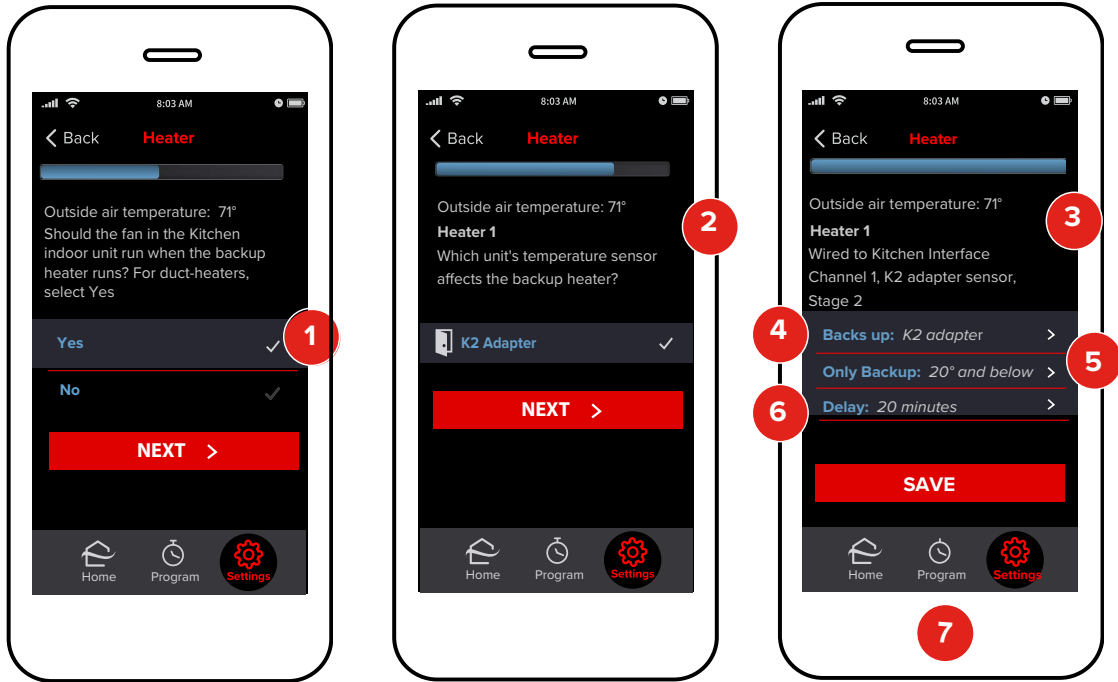 8:03 AM
Back Heater
Outside air temperature: 71°
Should the fan in the Kitchen
indoor unit run when the backup
heater runs? For duct-heaters,
select Yes
1
Yes
No
NEXT
Home Program Settings
8:03 AM
Back Heater
2
Outside air temperature: 71°
Heater 1
Which unit's temperature sensor
affects the backup heater?
K2 Adapter
NEXT
Home Program Settings
8:03 AM
Back Heater
3
Outside air temperature: 71°
Heater 1
Wired to Kitchen Interface
Channel 1, K2 adapter sensor,
Stage 2
4
Backs up: K2 adapter
5
Only Backup: 20° and below
6
Delay: 20 minutes
SAVE
Home Program Settings
7